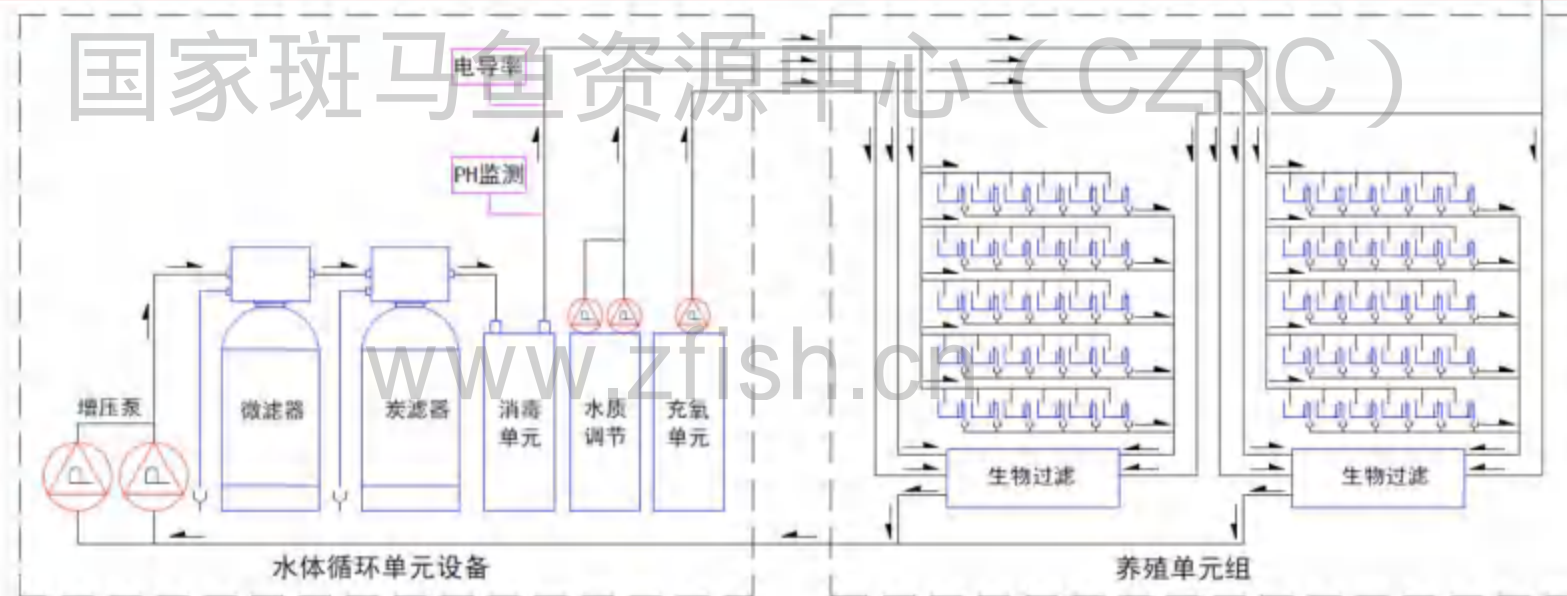 国家斑马鱼资源中心（CZRC）
电导率
PH监测
www.zfish.cn
增压泵
微滤器
炭滤器
消毒
单元
水质
调节
充氧
单元
P
P
P
P
P
生物过滤
生物过滤
水体循环单元设备
养殖单元组